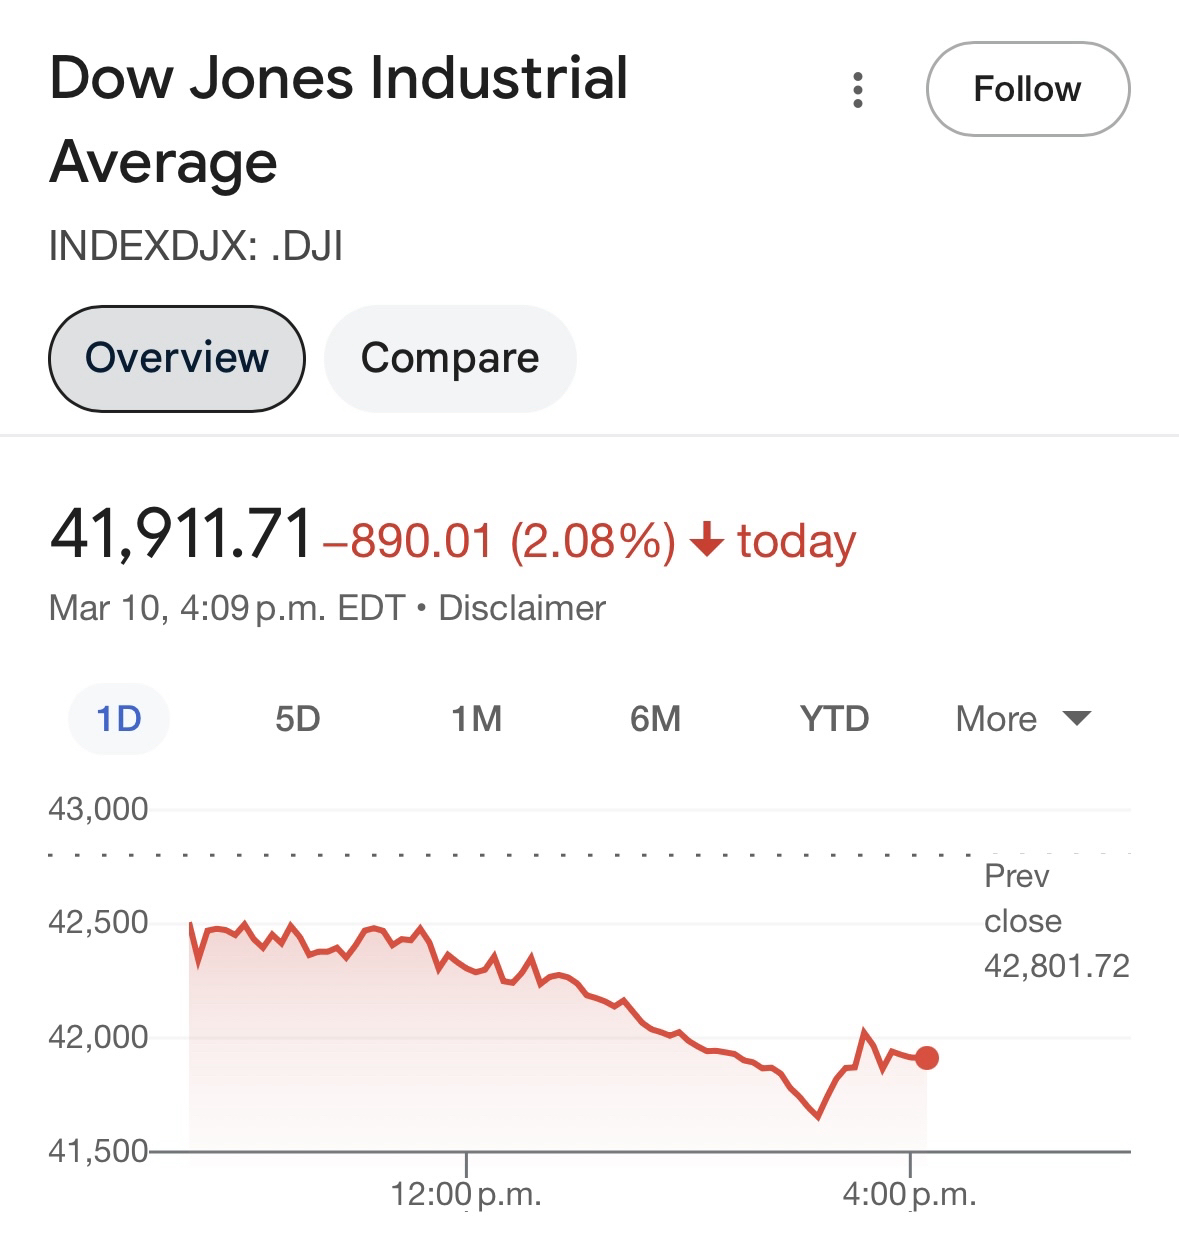 Dow Jones Industrial
Average
Follow
INDEXDJX: .DJI
Overview
Compare
41,911.71 −890.01 (2.08%) ↓ today
Mar 10, 4:09 p.m. EDT • Disclaimer
1D 5D 1M 6M YTD More
43,000
Prev
close
42,801.72
42,500
42,000
41,500
12:00 p.m. 4:00 p.m.